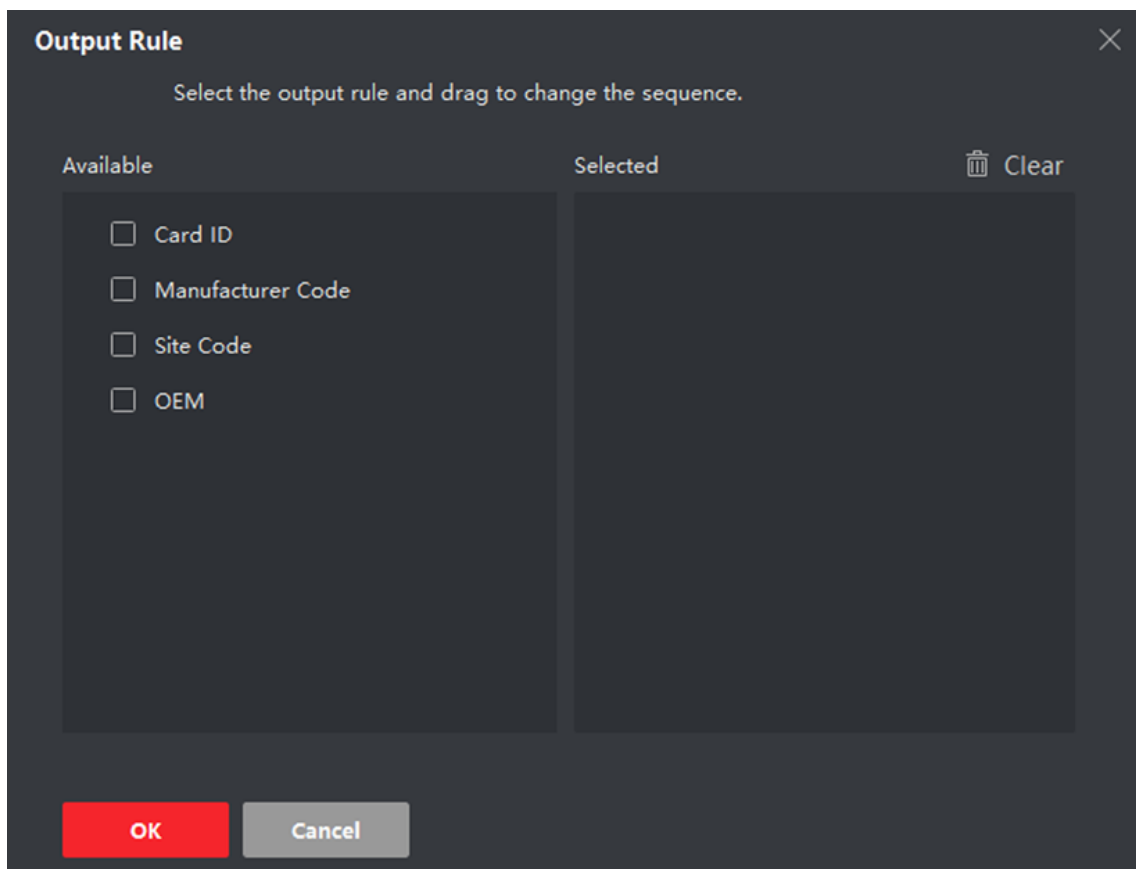 Output Rule
Select the output rule and drag to change the sequence.
Available
Selected
Clear
Card ID
Manufacturer Code
Site Code
OEM
OK
Cancel